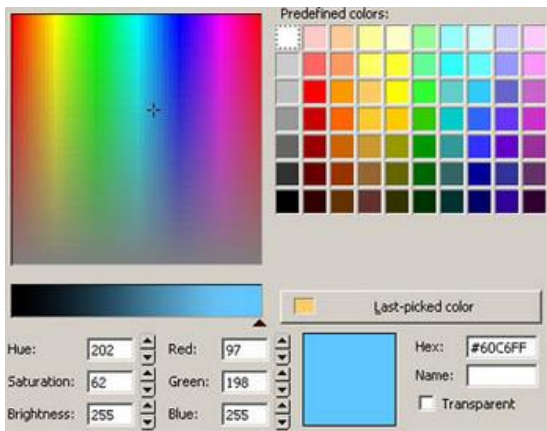 Predefined colors:
Last-picked color
Hue: 202 Red: 97 Hex: #60C6FF
Saturation: 62 Green: 198 Name:
Brightness: 255 Blue: 255 Transparent